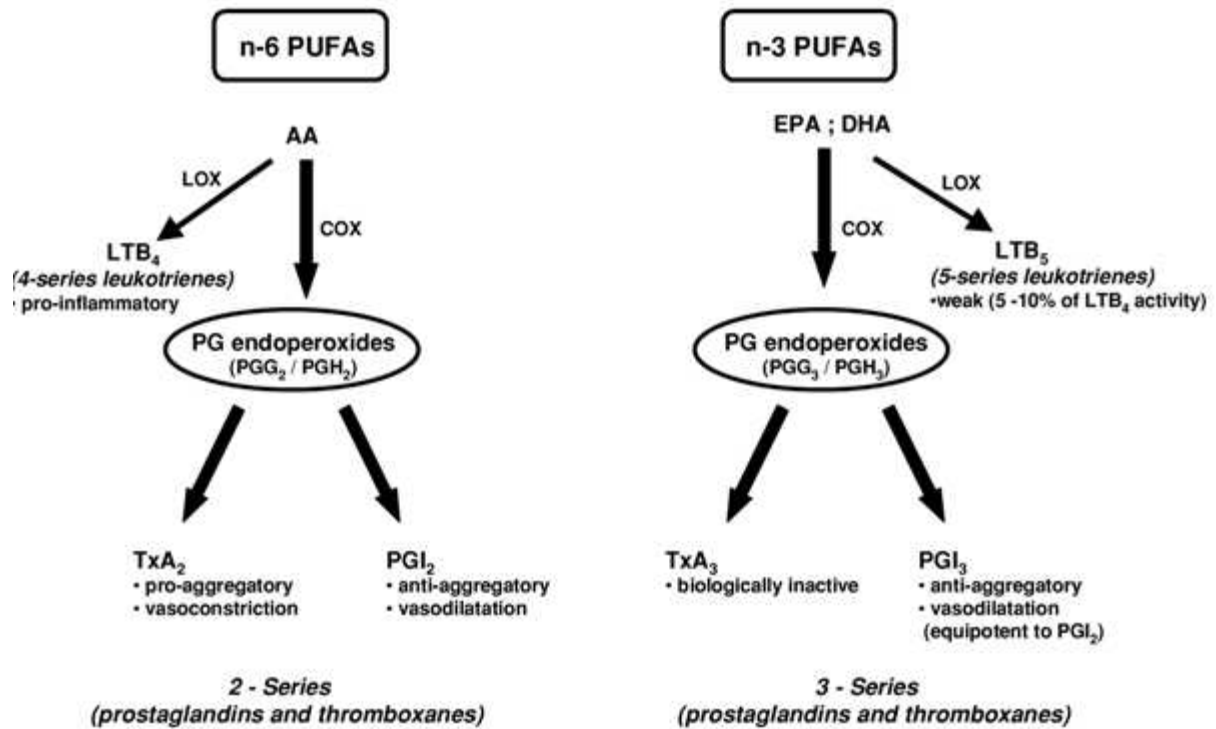 n-6 PUFAs
AA
LOX
COX
LTB₄
(4-series leukotrienes)
• pro-inflammatory
PG endoperoxides
(PGG₂ / PGH₂)
TxA₂
• pro-aggregatory
• vasoconstriction
PGI₂
• anti-aggregatory
• vasodilatation
2 - Series
(prostaglandins and thromboxanes)
n-3 PUFAs
EPA ; DHA
LOX
COX
LTB₅
(5-series leukotrienes)
•weak (5 -10% of LTB₄ activity)
PG endoperoxides
(PGG₃ / PGH₃)
TxA₃
• biologically inactive
PGI₃
• anti-aggregatory
• vasodilatation
(equipotent to PGI₂)
3 - Series
(prostaglandins and thromboxanes)